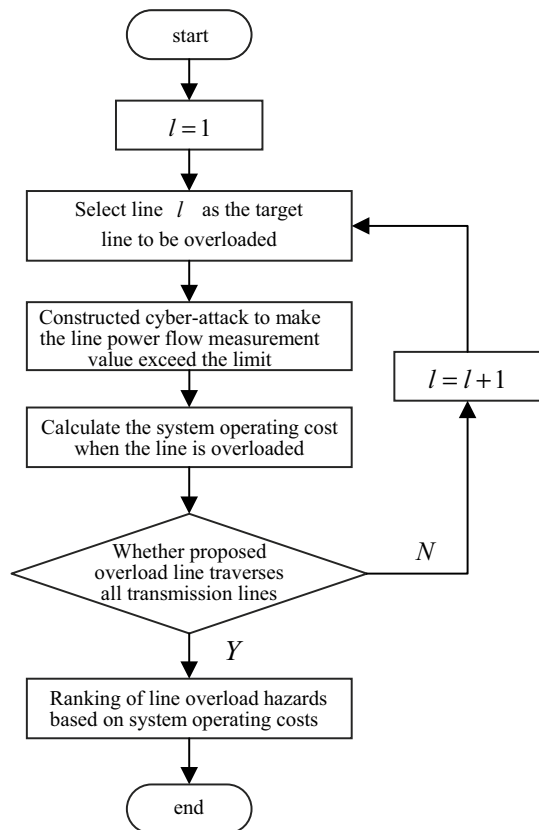 start
l = 1
Select line l as the target
line to be overloaded
Constructed cyber-attack to make
the line power flow measurement
value exceed the limit
l = l + 1
Calculate the system operating cost
when the line is overloaded
Whether proposed
overload line traverses
all transmission lines
N
Y
Ranking of line overload hazards
based on system operating costs
end